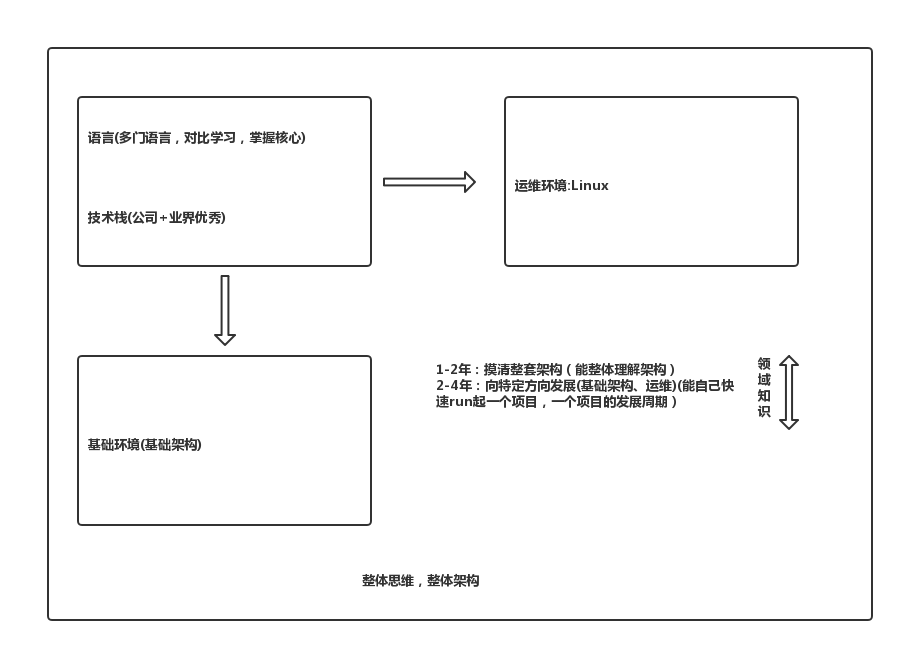 语言(多门语言，对比学习，掌握核心)
技术栈(公司+业界优秀)
运维环境:Linux
基础环境(基础架构)
1-2年：摸清整套架构（能整体理解架构）
2-4年：向特定方向发展(基础架构、运维)(能自己快
速run起一个项目，一个项目的发展周期）
领
域
知
识
整体思维，整体架构